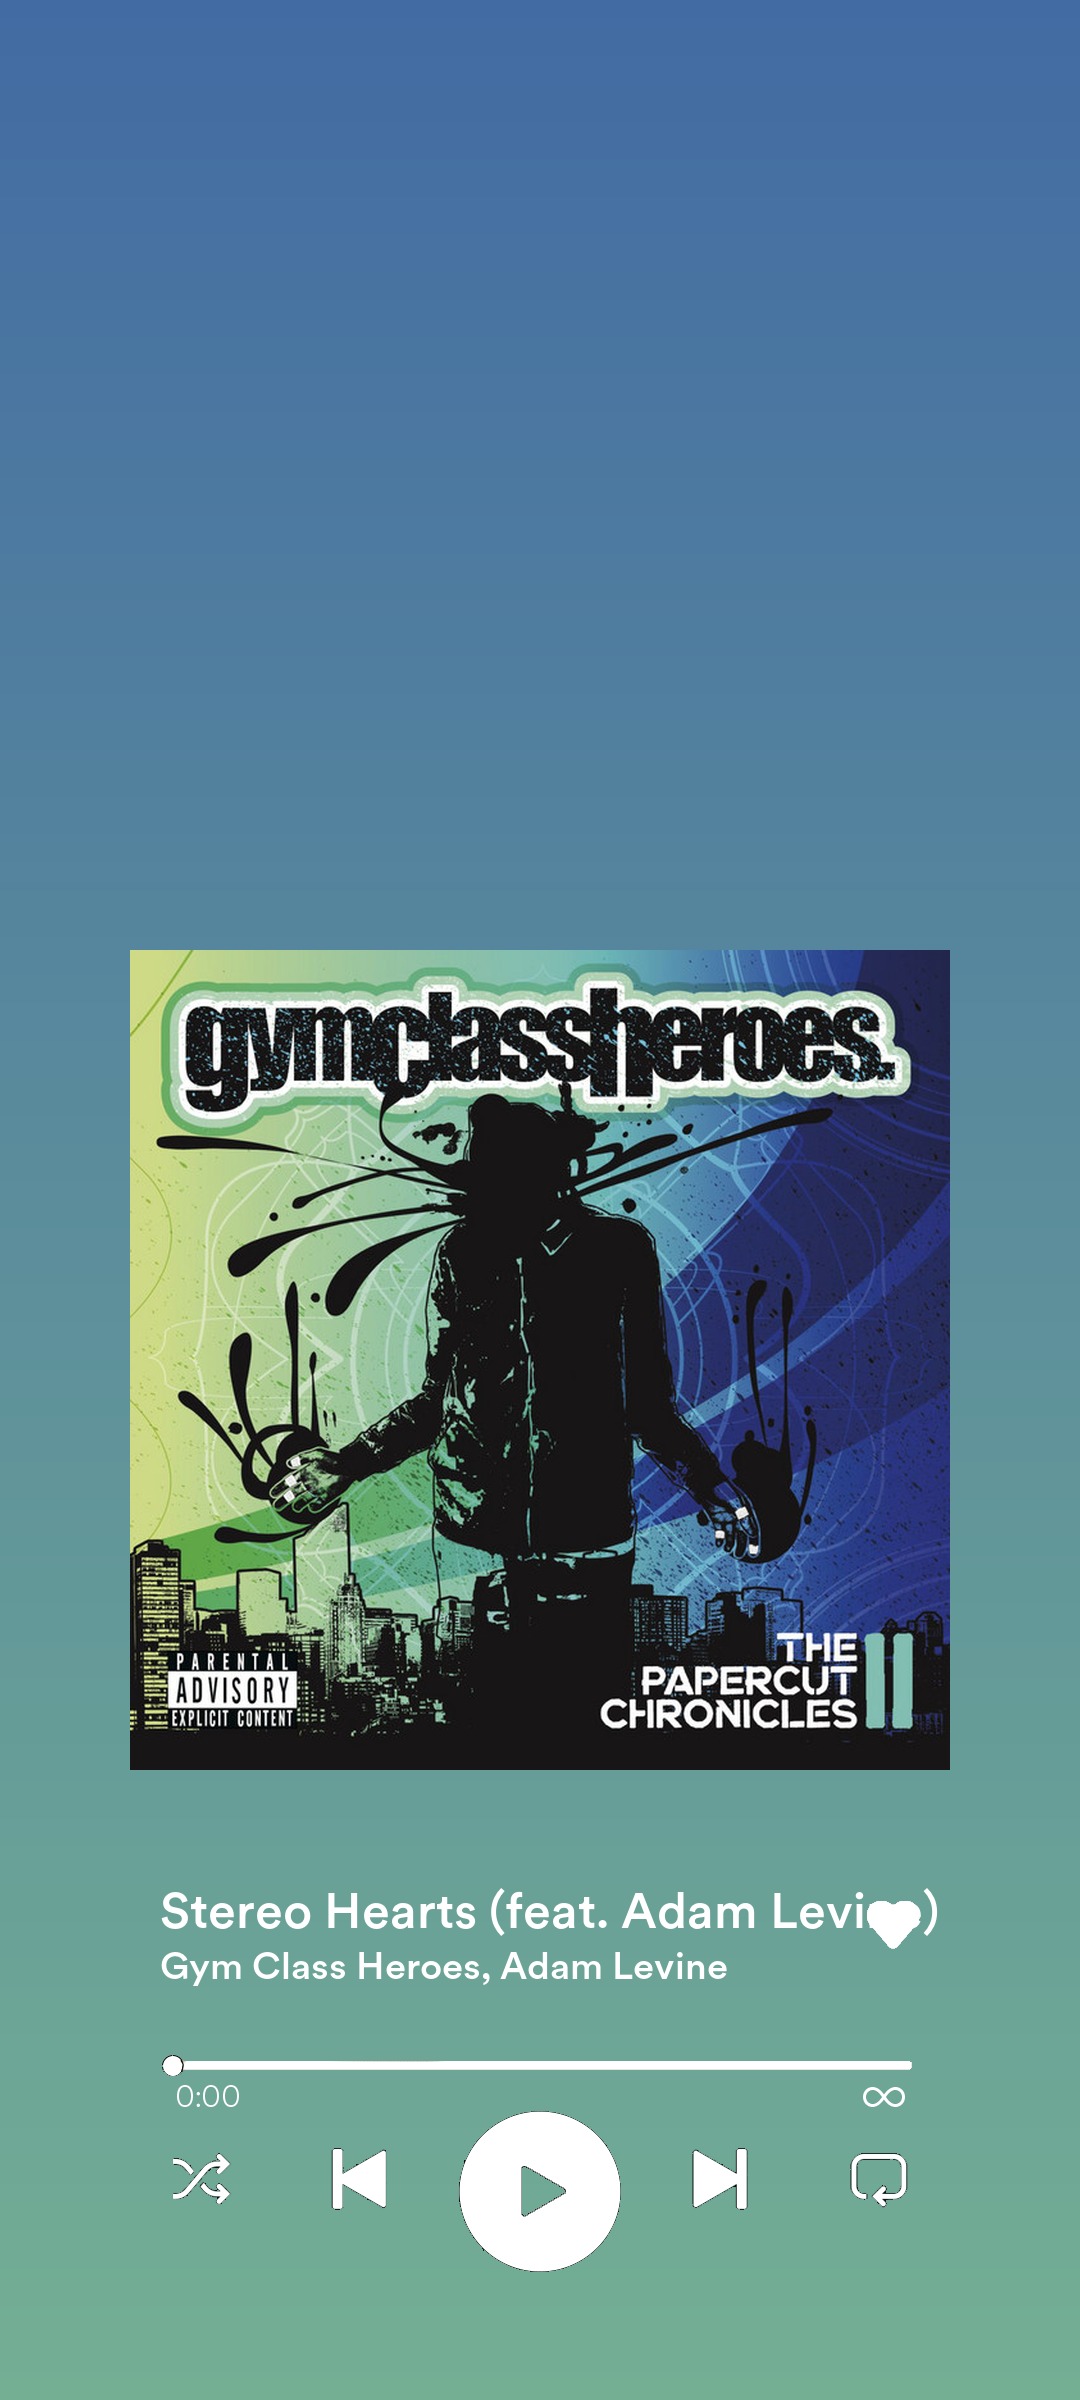 gymclassheroes.
PARENTAL
ADVISORY
EXPLICIT CONTENT
THE
PAPERCUT
CHRONICLES II
Stereo Hearts (feat. Adam Levine)
Gym Class Heroes, Adam Levine
0:00
∞